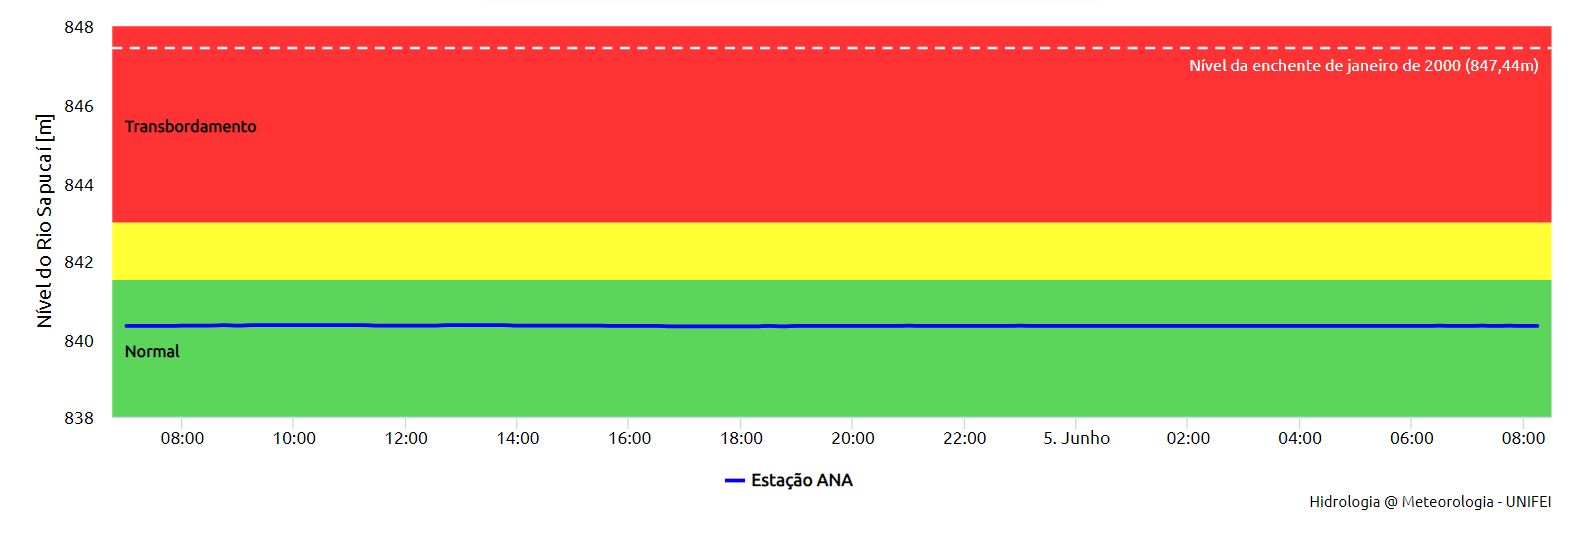 848
Nível da enchente de janeiro de 2000 (847,44m)
846
Transbordamento
844
Nível do Rio Sapucaí [m]
842
840
Normal
838
08:00 10:00 12:00 14:00 16:00 18:00 20:00 22:00 5. Junho 02:00 04:00 06:00 08:00
Estação ANA
Hidrologia @ Meteorologia - UNIFEI